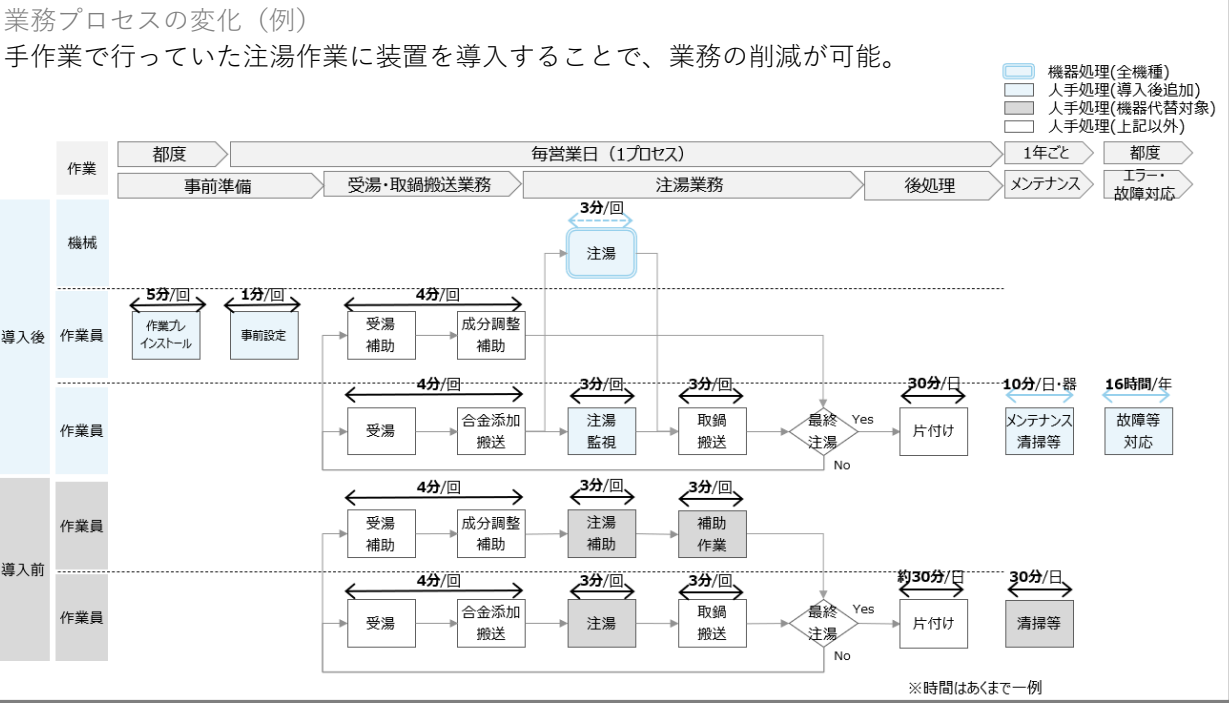 業務プロセスの変化（例）
手作業で行っていた注湯作業に装置を導入することで、業務の削減が可能。
機器処理(全機種)
人手処理(導入後追加)
人手処理(機器代替対象)
人手処理(上記以外)
作業
都度
毎営業日（1プロセス）
1年ごと
都度
事前準備
受湯・取鍋搬送業務
注湯業務
後処理
メンテナンス
エラー・
故障対応
導入後
機械
3分/回
注湯
作業員
5分/回
作業プレ
インストール
1分/回
事前設定
4分/回
受湯
補助
成分調整
補助
作業員
4分/回
受湯
合金添加
搬送
3分/回
注湯
監視
3分/回
取鍋
搬送
最終
注湯
Yes
No
30分/日
片付け
10分/日・器
メンテナンス
清掃等
16時間/年
故障等
対応
導入前
作業員
4分/回
受湯
補助
成分調整
補助
3分/回
注湯
補助
3分/回
補助
作業
作業員
4分/回
受湯
合金添加
搬送
3分/回
注湯
3分/回
取鍋
搬送
最終
注湯
Yes
No
約30分/日
片付け
30分/日
清掃等
※時間はあくまで一例